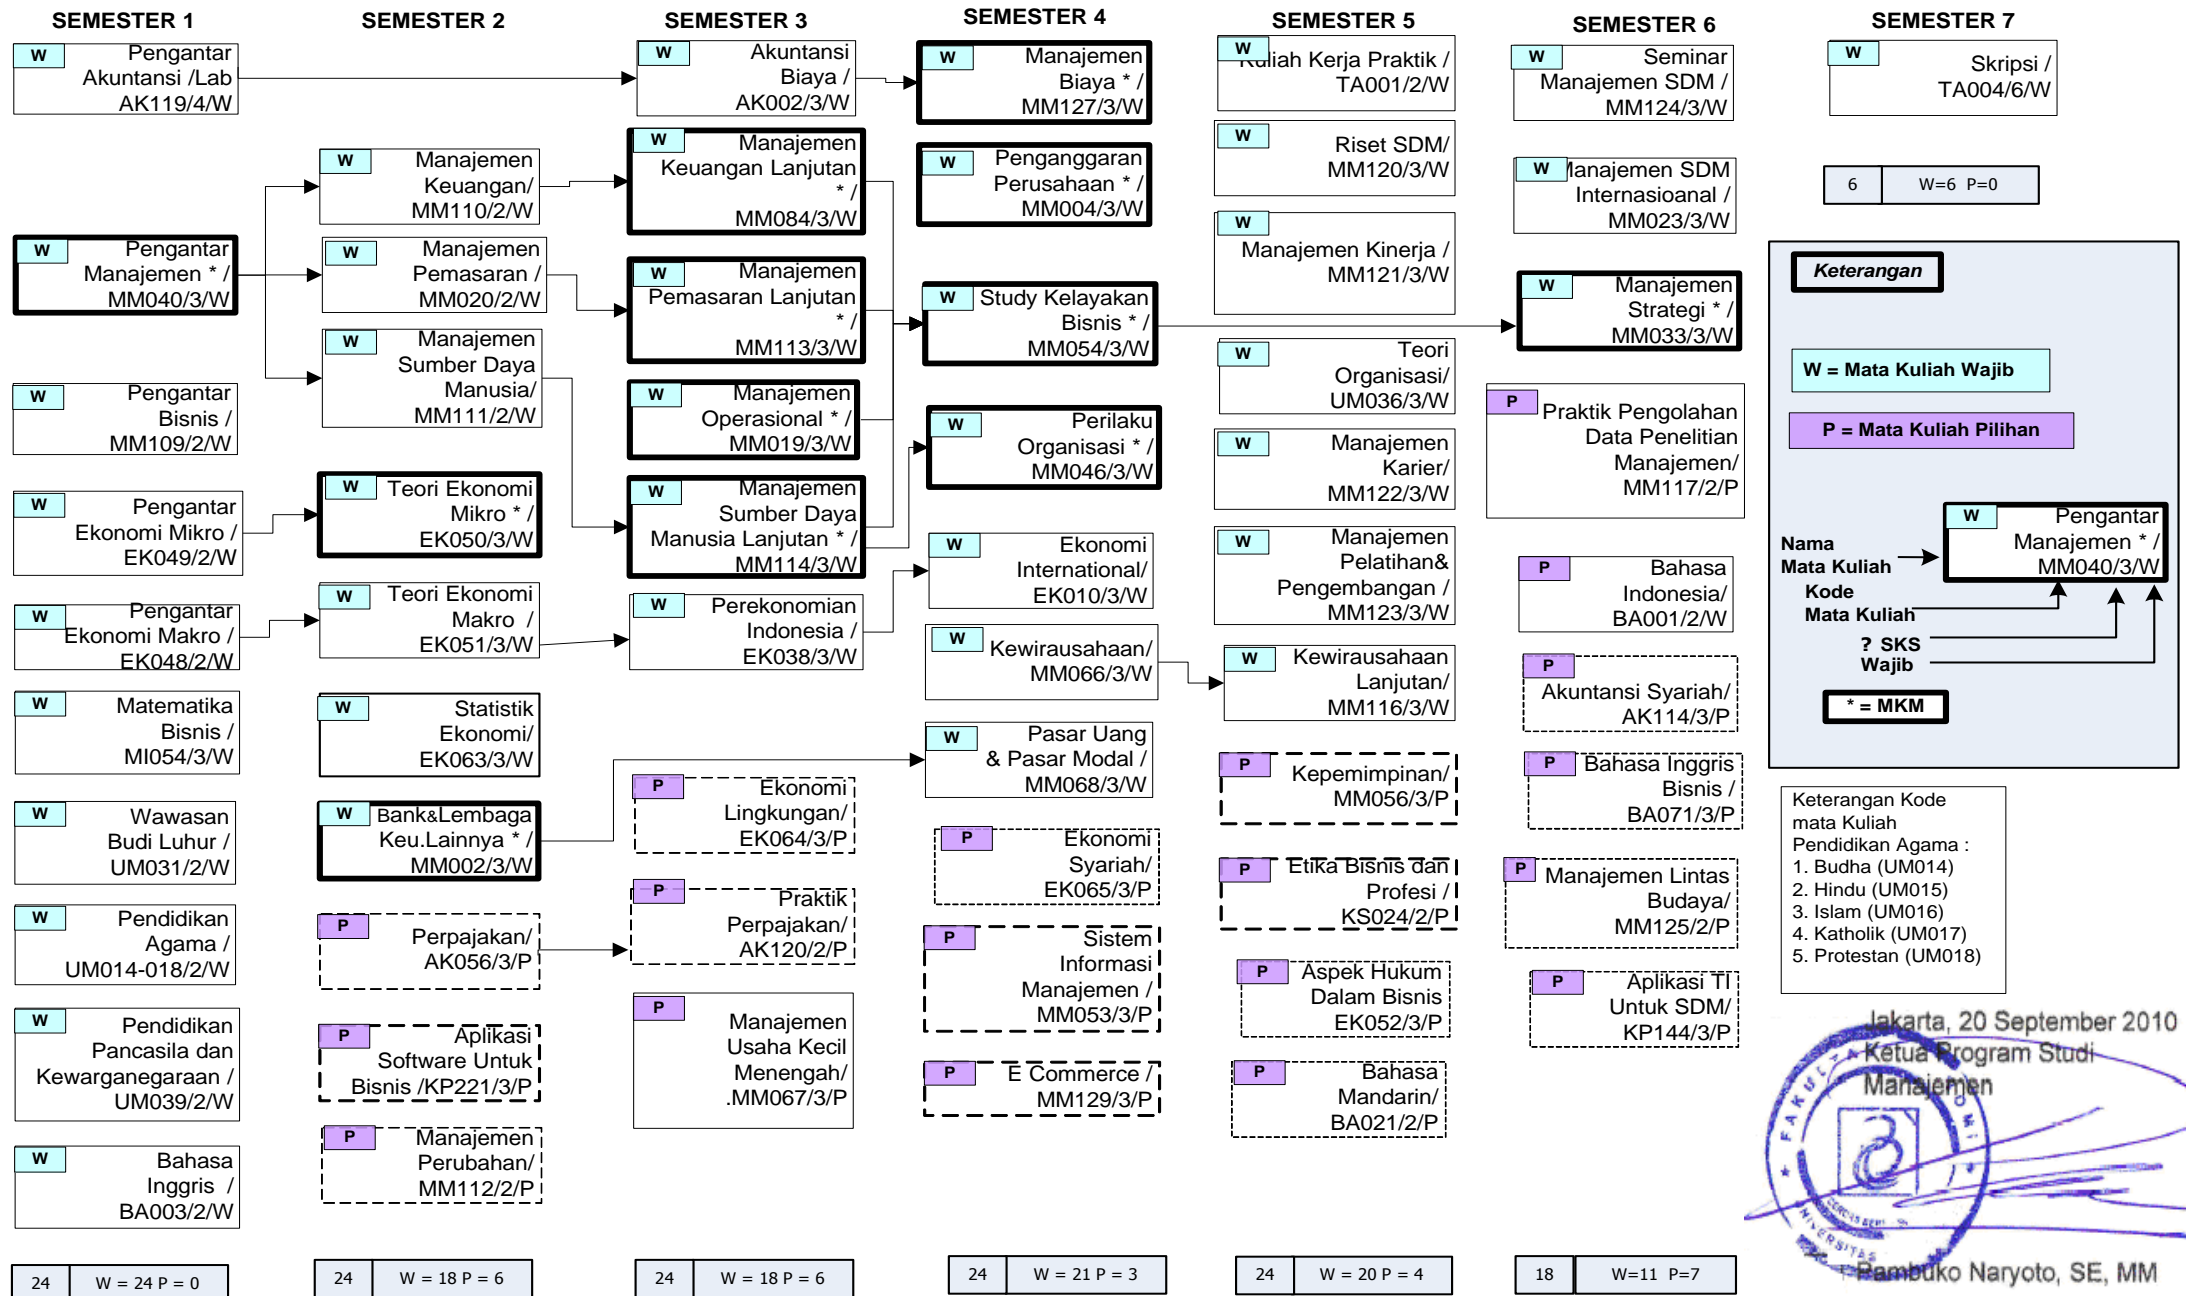 SEMESTER 1
W
Pengantar
Akuntansi /Lab
AK119/4/W
W
Pengantar
Manajemen * /
MM040/3/W
W
Pengantar
Bisnis /
MM109/2/W
W
Pengantar
Ekonomi Mikro /
EK049/2/W
W
Pengantar
Ekonomi Makro /
EK048/2/W
W
Matematika
Bisnis /
MI054/3/W
W
Wawasan
Budi Luhur /
UM031/2/W
W
Pendidikan
Agama /
UM014-018/2/W
W
Pendidikan
Pancasila dan
Kewarganegaraan /
UM039/2/W
W
Bahasa
Inggris /
BA003/2/W
24
W = 24 P = 0
SEMESTER 2
W
Manajemen
Keuangan/
MM110/2/W
W
Manajemen
Pemasaran /
MM020/2/W
W
Manajemen
Sumber Daya
Manusia/
MM111/2/W
W
Teori Ekonomi
Mikro * /
EK050/3/W
W
Teori Ekonomi
Makro /
EK051/3/W
W
Statistik
Ekonomi/
EK063/3/W
W
Bank&Lembaga
Keu.Lainnya * /
MM002/3/W
P
Perpajakan/
AK056/3/P
P
Aplikasi
Software Untuk
Bisnis /KP221/3/P
P
Manajemen
Perubahan/
MM112/2/P
24
W = 18 P = 6
SEMESTER 3
W
Akuntansi
Biaya /
AK002/3/W
W
Manajemen
Keuangan Lanjutan
* /
MM084/3/W
W
Manajemen
Pemasaran Lanjutan
* /
MM113/3/W
W
Manajemen
Operasional * /
MM019/3/W
W
Manajemen
Sumber Daya
Manusia Lanjutan * /
MM114/3/W
W
Perekonomian
Indonesia /
EK038/3/W
P
Ekonomi
Lingkungan/
EK064/3/P
P
Praktik
Perpajakan/
AK120/2/P
P
Manajemen
Usaha Kecil
Menengah/
.MM067/3/P
24
W = 18 P = 6
SEMESTER 4
W
Manajemen
Biaya * /
MM127/3/W
W
Penganggaran
Perusahaan * /
MM004/3/W
W
Study Kelayakan
Bisnis * /
MM054/3/W
W
Perilaku
Organisasi * /
MM046/3/W
W
Ekonomi
International/
EK010/3/W
W
Kewirausahaan/
MM066/3/W
W
Pasar Uang
& Pasar Modal /
MM068/3/W
P
Ekonomi
Syariah/
EK065/3/P
P
Sistem
Informasi
Manajemen /
MM053/3/P
P
E Commerce /
MM129/3/P
24
W = 21 P = 3
SEMESTER 5
W
Kuliah Kerja Praktik /
TA001/2/W
W
Riset SDM/
MM120/3/W
W
Manajemen Kinerja /
MM121/3/W
W
Teori
Organisasi/
UM036/3/W
W
Manajemen
Karier/
MM122/3/W
W
Manajemen
Pelatihan&
Pengembangan /
MM123/3/W
W
Kewirausahaan
Lanjutan/
MM116/3/W
P
Kepemimpinan/
MM056/3/P
P
Etika Bisnis dan
Profesi /
KS024/2/P
P
Aspek Hukum
Dalam Bisnis
EK052/3/P
P
Bahasa
Mandarin/
BA021/2/P
24
W = 20 P = 4
SEMESTER 6
W
Seminar
Manajemen SDM /
MM124/3/W
W
Manajemen SDM
Internasioanal /
MM023/3/W
W
Manajemen
Strategi * /
MM033/3/W
P
Praktik Pengolahan
Data Penelitian
Manajemen/
MM117/2/P
P
Bahasa
Indonesia/
BA001/2/W
P
Akuntansi Syariah/
AK114/3/P
P
Bahasa Inggris
Bisnis /
BA071/3/P
P
Manajemen Lintas
Budaya/
MM125/2/P
P
Aplikasi TI
Untuk SDM/
KP144/3/P
18
W=11 P=7
SEMESTER 7
W
Skripsi /
TA004/6/W
6
W=6 P=0
Keterangan
W = Mata Kuliah Wajib
P = Mata Kuliah Pilihan
W
Pengantar
Manajemen * /
MM040/3/W
Nama
Mata Kuliah
Kode
Mata Kuliah
? SKS
Wajib
* = MKM
Keterangan Kode
mata Kuliah
Pendidikan Agama :
1. Budha (UM014)
2. Hindu (UM015)
3. Islam (UM016)
4. Katholik (UM017)
5. Protestan (UM018)
Jakarta, 20 September 2010
Ketua Program Studi
Manajemen
Pambuko Naryoto, SE, MM